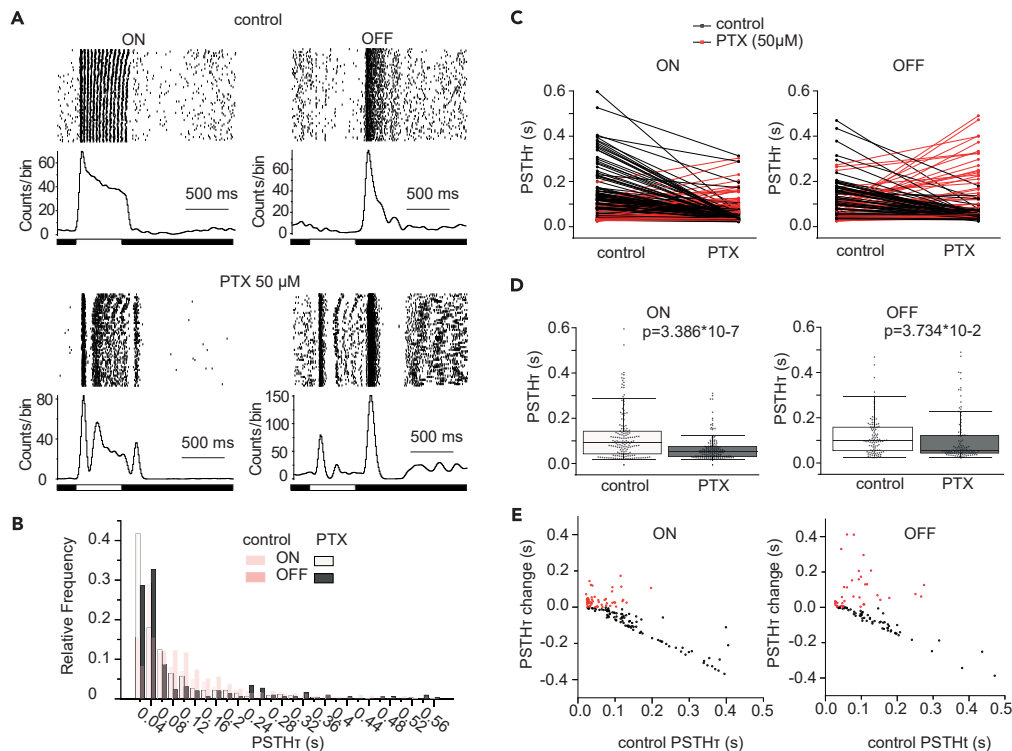 A
control
ON
OFF
60
40
20
0
Counts/bin
500 ms
60
40
20
0
Counts/bin
500 ms
PTX 50 µM
80
40
0
Counts/bin
500 ms
150
100
50
0
Counts/bin
500 ms
B
control PTX
ON
OFF
0.4
0.3
0.2
0.1
0
Relative Frequency
0 0.04 0.08 0.12 0.16 0.2 0.24 0.28 0.32 0.36 0.4 0.44 0.48 0.52 0.56
PSTHτ (s)
C
control
PTX (50µM)
ON
OFF
0.6
0.4
0.2
0.0
PSTHτ (s)
control PTX
0.6
0.4
0.2
0.0
PSTHτ (s)
control PTX
D
ON
p=3.386*10-7
0.6
0.4
0.2
0.0
PSTHτ (s)
control PTX
OFF
p=3.734*10-2
0.6
0.4
0.2
0.0
PSTHτ (s)
control PTX
E
ON
0.4
0.2
0.0
-0.2
-0.4
PSTHτ change (s)
0.0 0.1 0.2 0.3 0.4 0.5
control PSTHτ (s)
OFF
0.4
0.2
0.0
-0.2
-0.4
PSTHτ change (s)
0.0 0.1 0.2 0.3 0.4 0.5
control PSTHt (s)